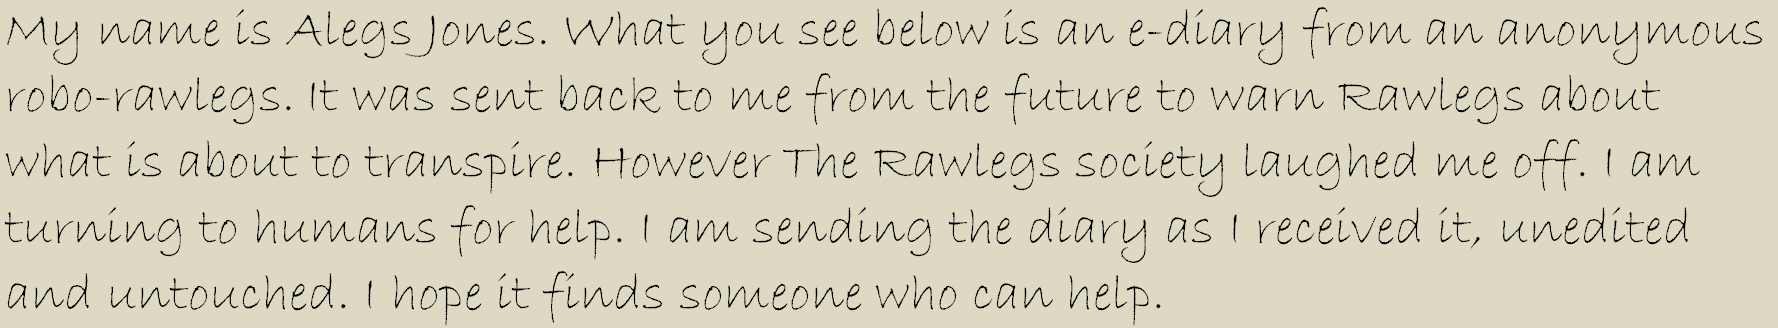 My name is Alegs Jones. What you see below is an e-diary from an anonymous
robo-rawlegs. It was sent back to me from the future to warn Rawlegs about
what is about to transpire. However The Rawlegs society laughed me off. I am
turning to humans for help. I am sending the diary as I received it, unedited
and untouched. I hope it finds someone who can help.